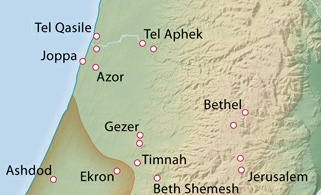 Tel Qasile
Tel Aphek
Joppa
Azor
Bethel
Gezer
Timnah
Ashdod
Ekron
Jerusalem
Beth Shemesh